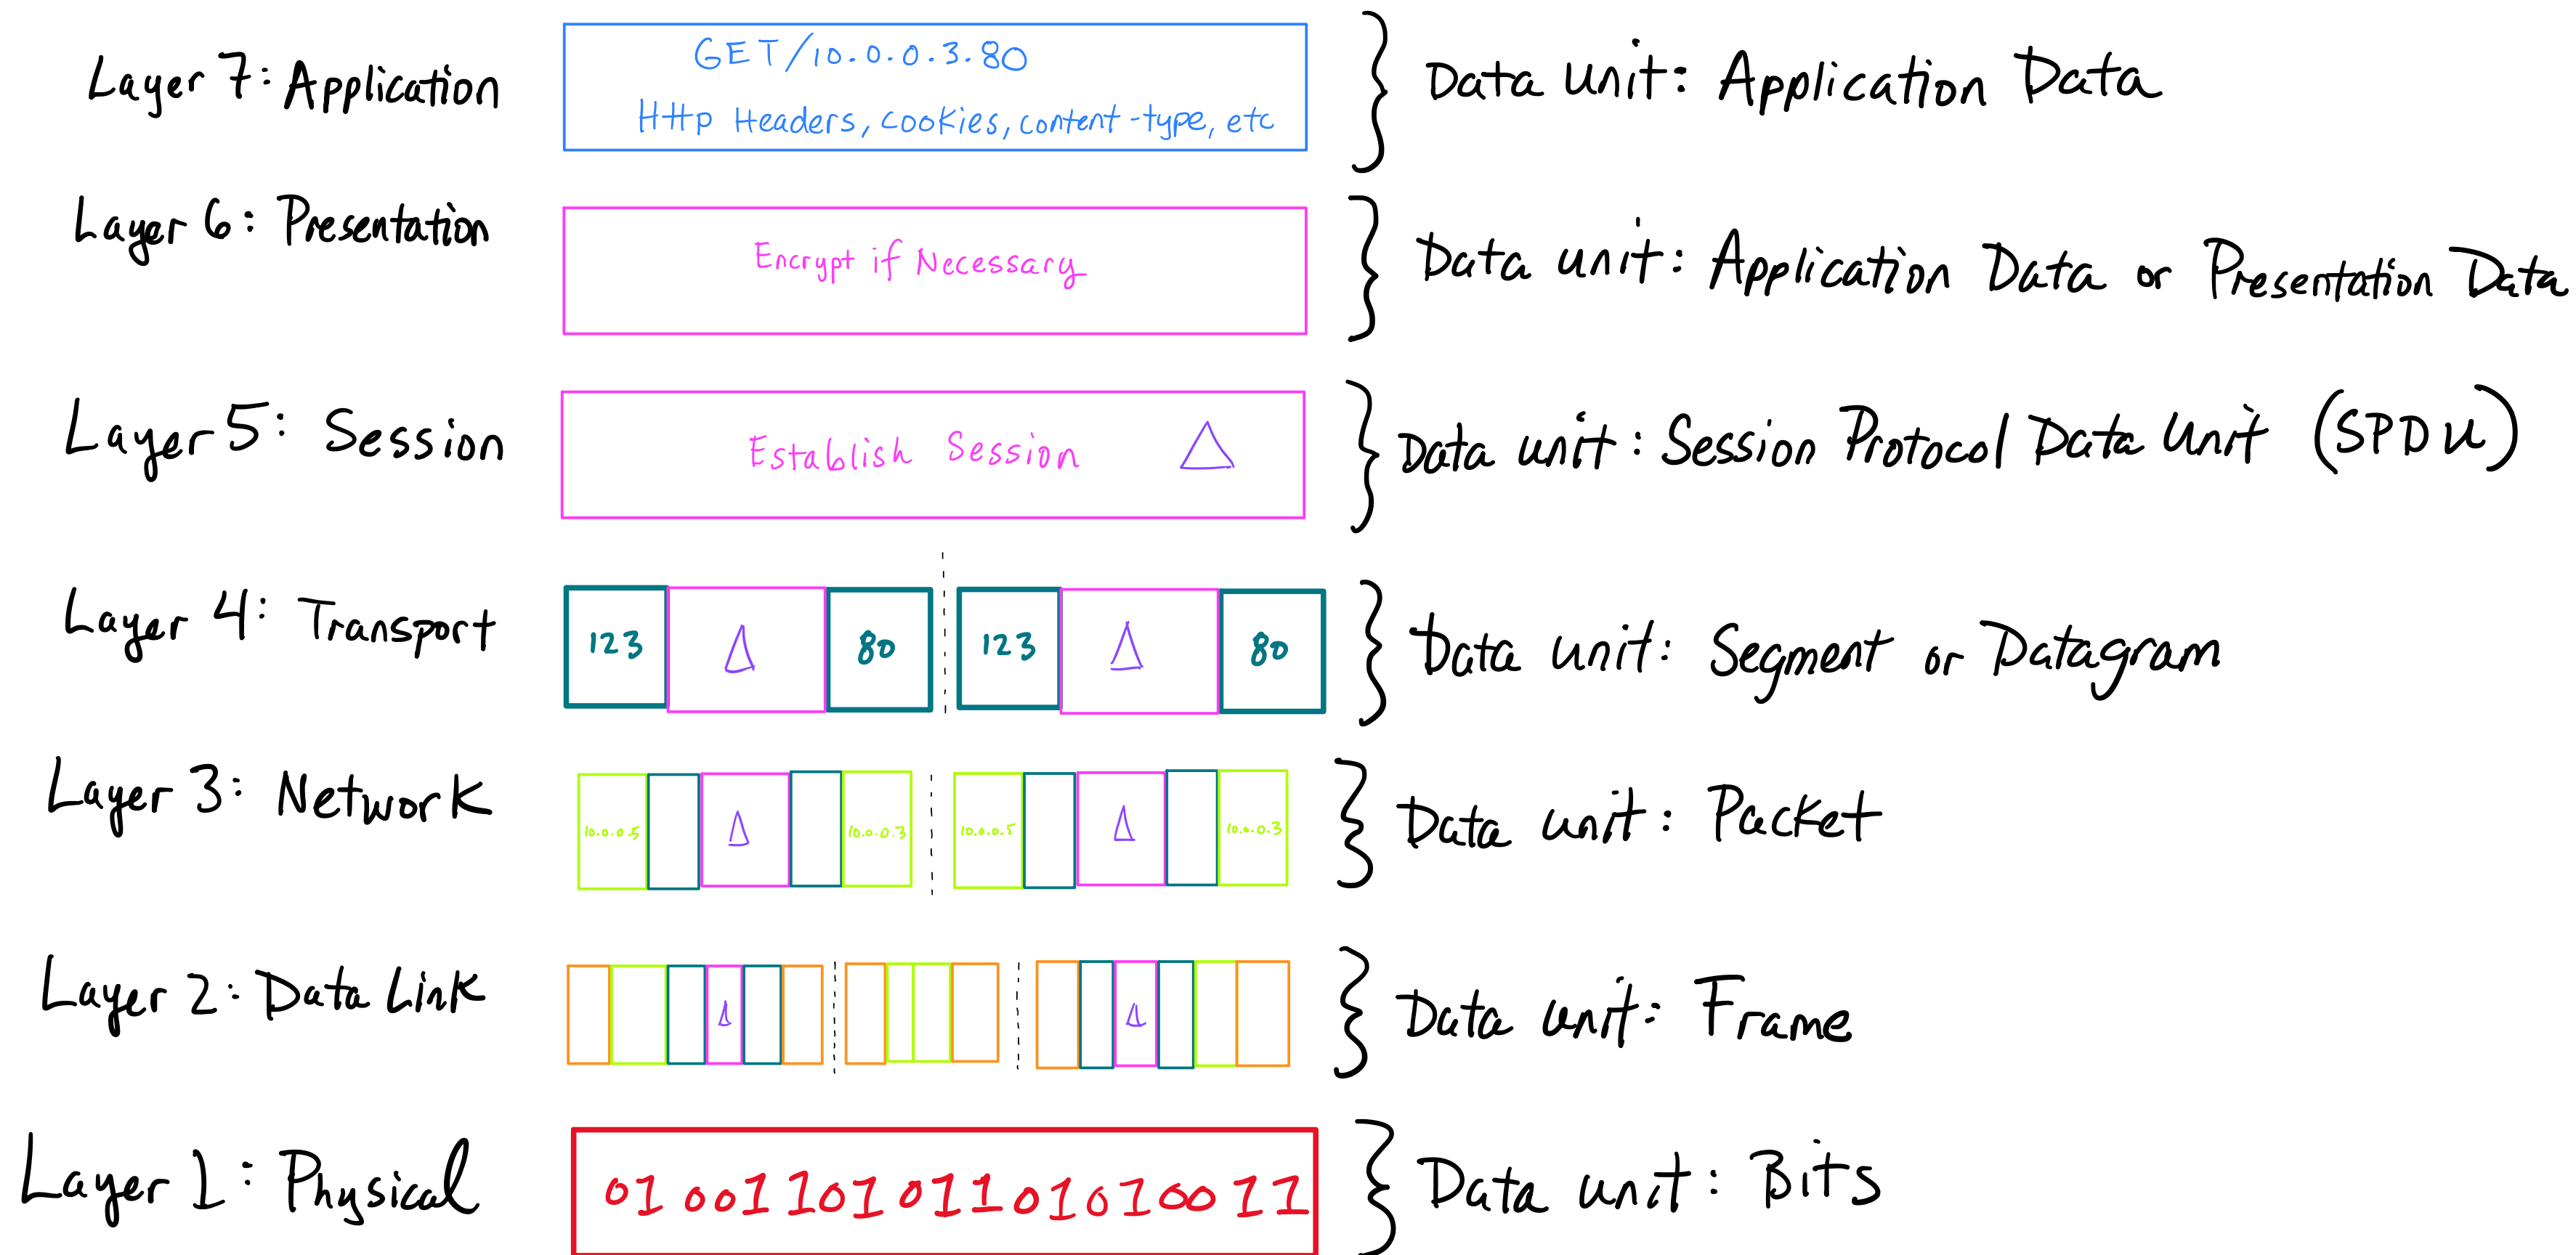 Layer 7: Application
GET/10.0.0.3.80
HTTP Headers, cookies, content-type, etc
Data unit: Application Data
Layer 6: Presentation
Encrypt if Necessary
Data unit: Application Data or Presentation Data
Layer 5: Session
Establish Session △
Data unit: Session Protocol Data Unit (SPDU)
Layer 4: Transport
123 △ 80 123 △ 80
Data unit: Segment or Datagram
Layer 3: Network
10.0.0.5 △ 10.0.0.3 10.0.0.5 △ 10.0.0.3
Data unit: Packet
Layer 2: Data Link
△ △
Data unit: Frame
Layer 1: Physical
01 001101011010100 11
Data unit: Bits